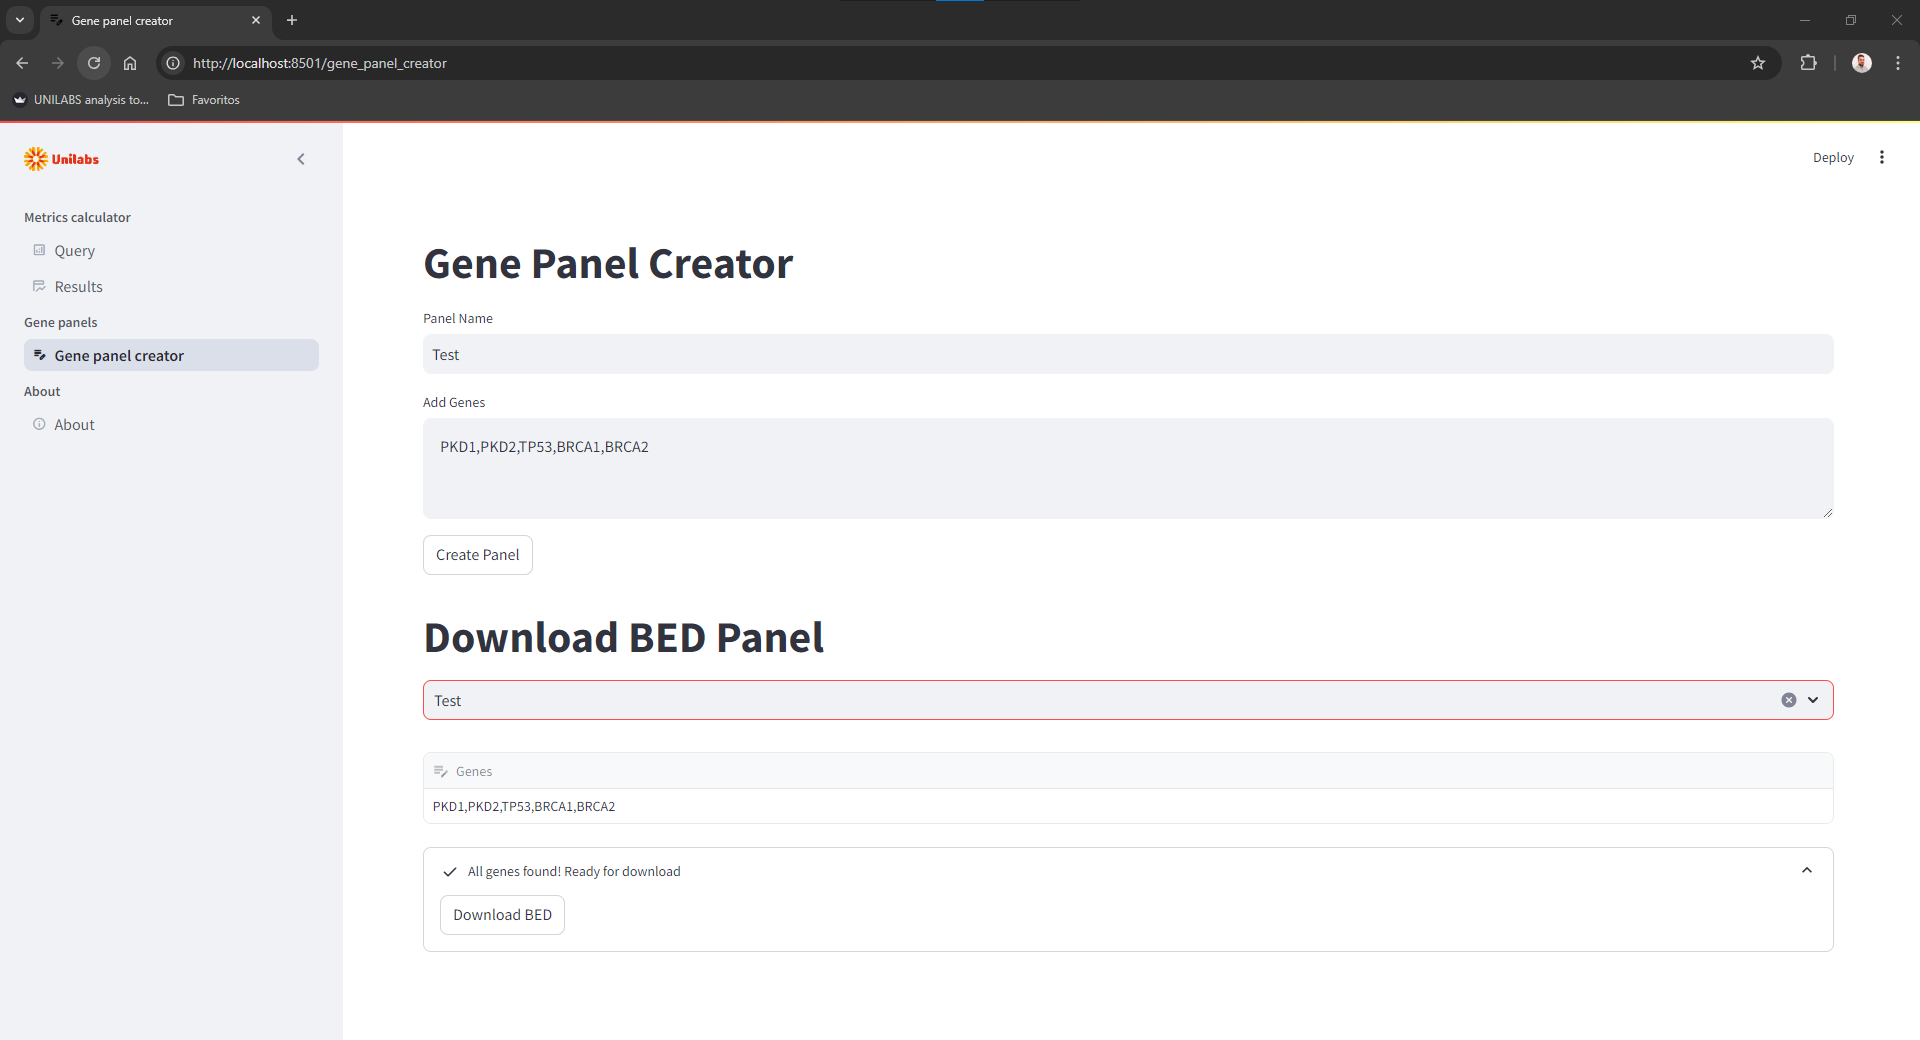 Gene panel creator
http://localhost:8501/gene_panel_creator
UNILABS analysis to...
Favoritos
Unilabs
Deploy
Metrics calculator
Query
Results
Gene panels
Gene panel creator
About
About
Gene Panel Creator
Panel Name
Test
Add Genes
PKD1,PKD2,TP53,BRCA1,BRCA2
Create Panel
Download BED Panel
Test
Genes
PKD1,PKD2,TP53,BRCA1,BRCA2
All genes found! Ready for download
Download BED